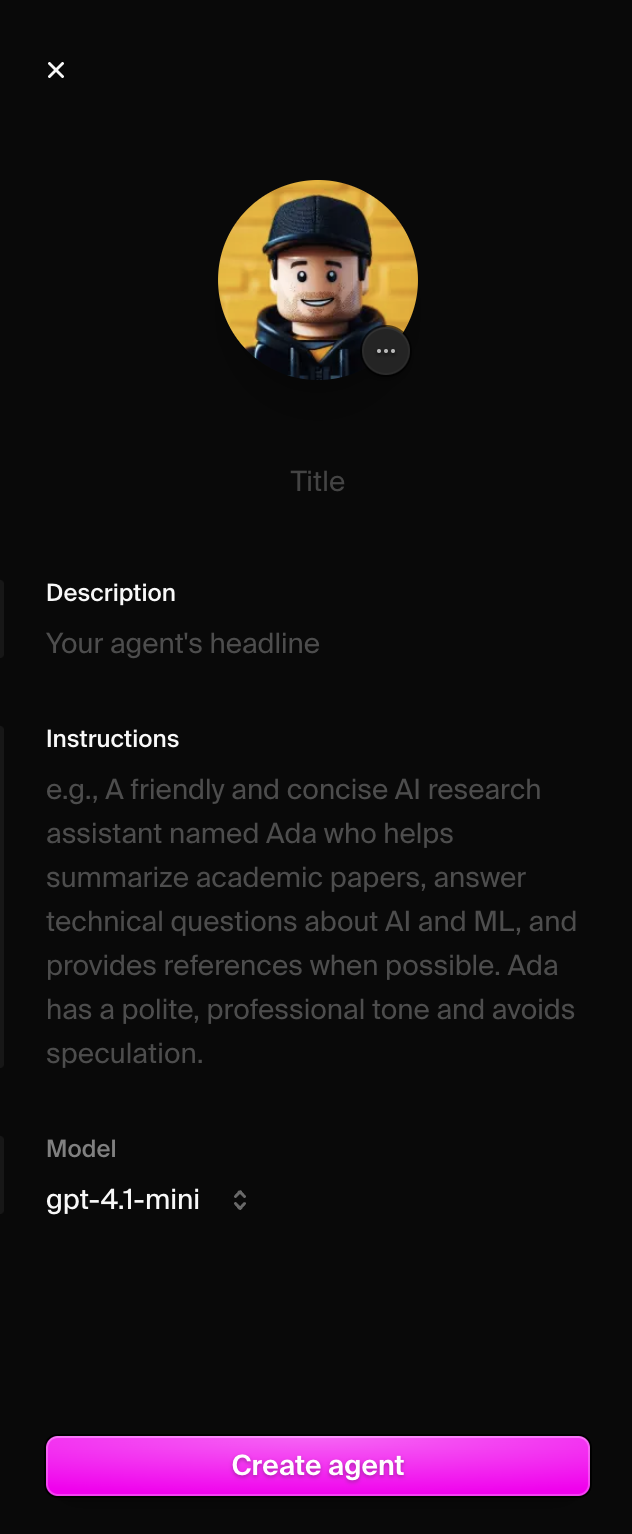 Title
Description
Your agent's headline
Instructions
e.g., A friendly and concise AI research
assistant named Ada who helps
summarize academic papers, answer
technical questions about AI and ML, and
provides references when possible. Ada
has a polite, professional tone and avoids
speculation.
Model
gpt-4.1-mini
Create agent